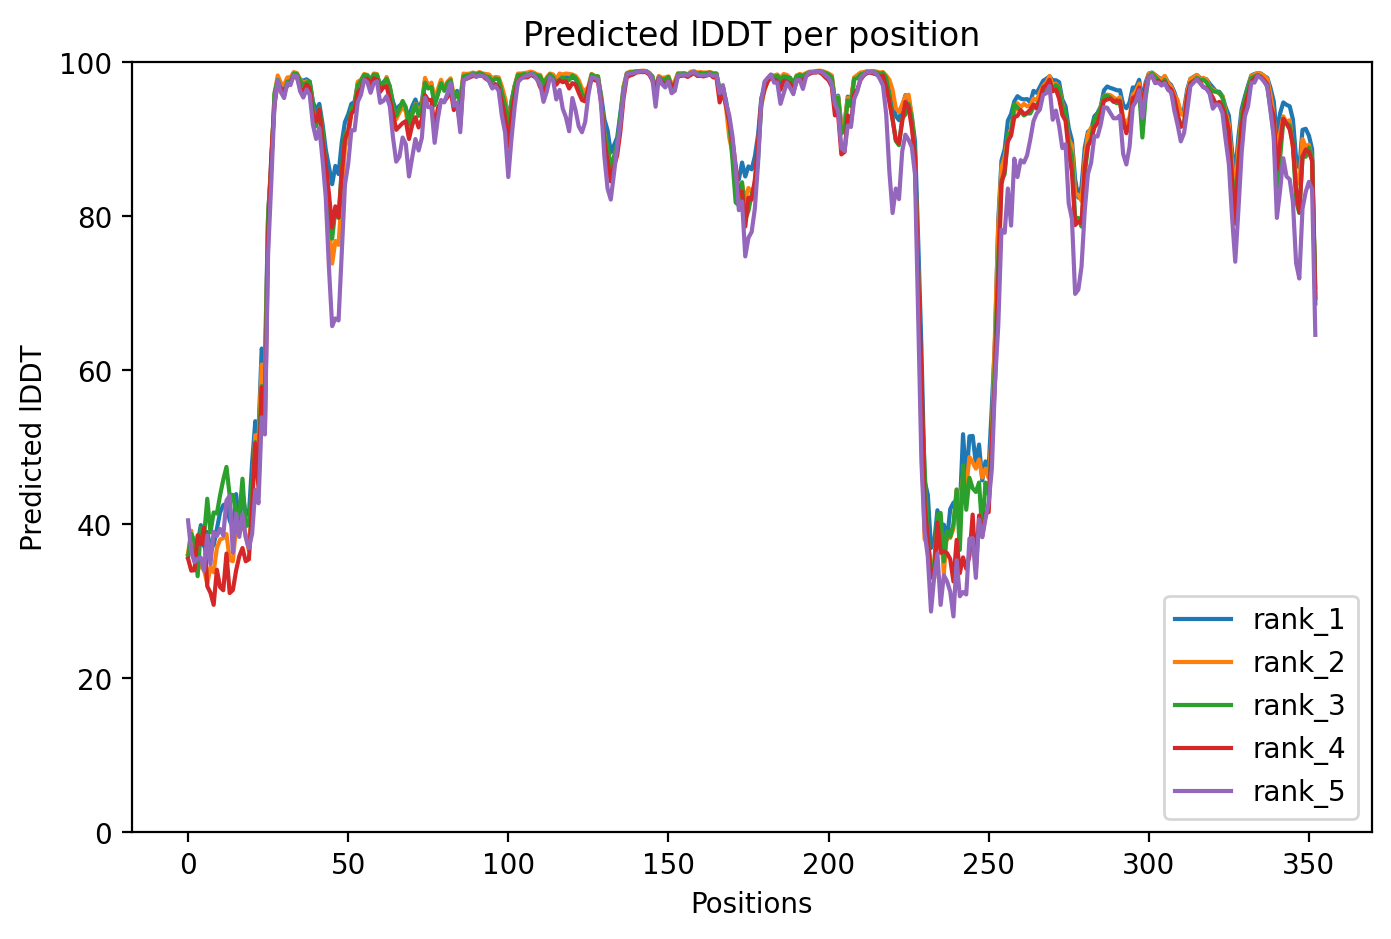 Predicted lDDT per position
100
80
60
40
20
0
Predicted lDDT
0 50 100 150 200 250 300 350
Positions
rank_1
rank_2
rank_3
rank_4
rank_5